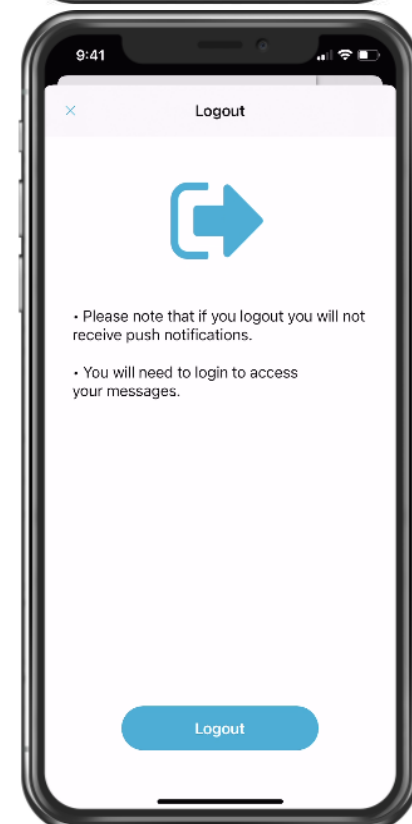 9:41
Logout
• Please note that if you logout you will not
receive push notifications.
• You will need to login to access
your messages.
Logout